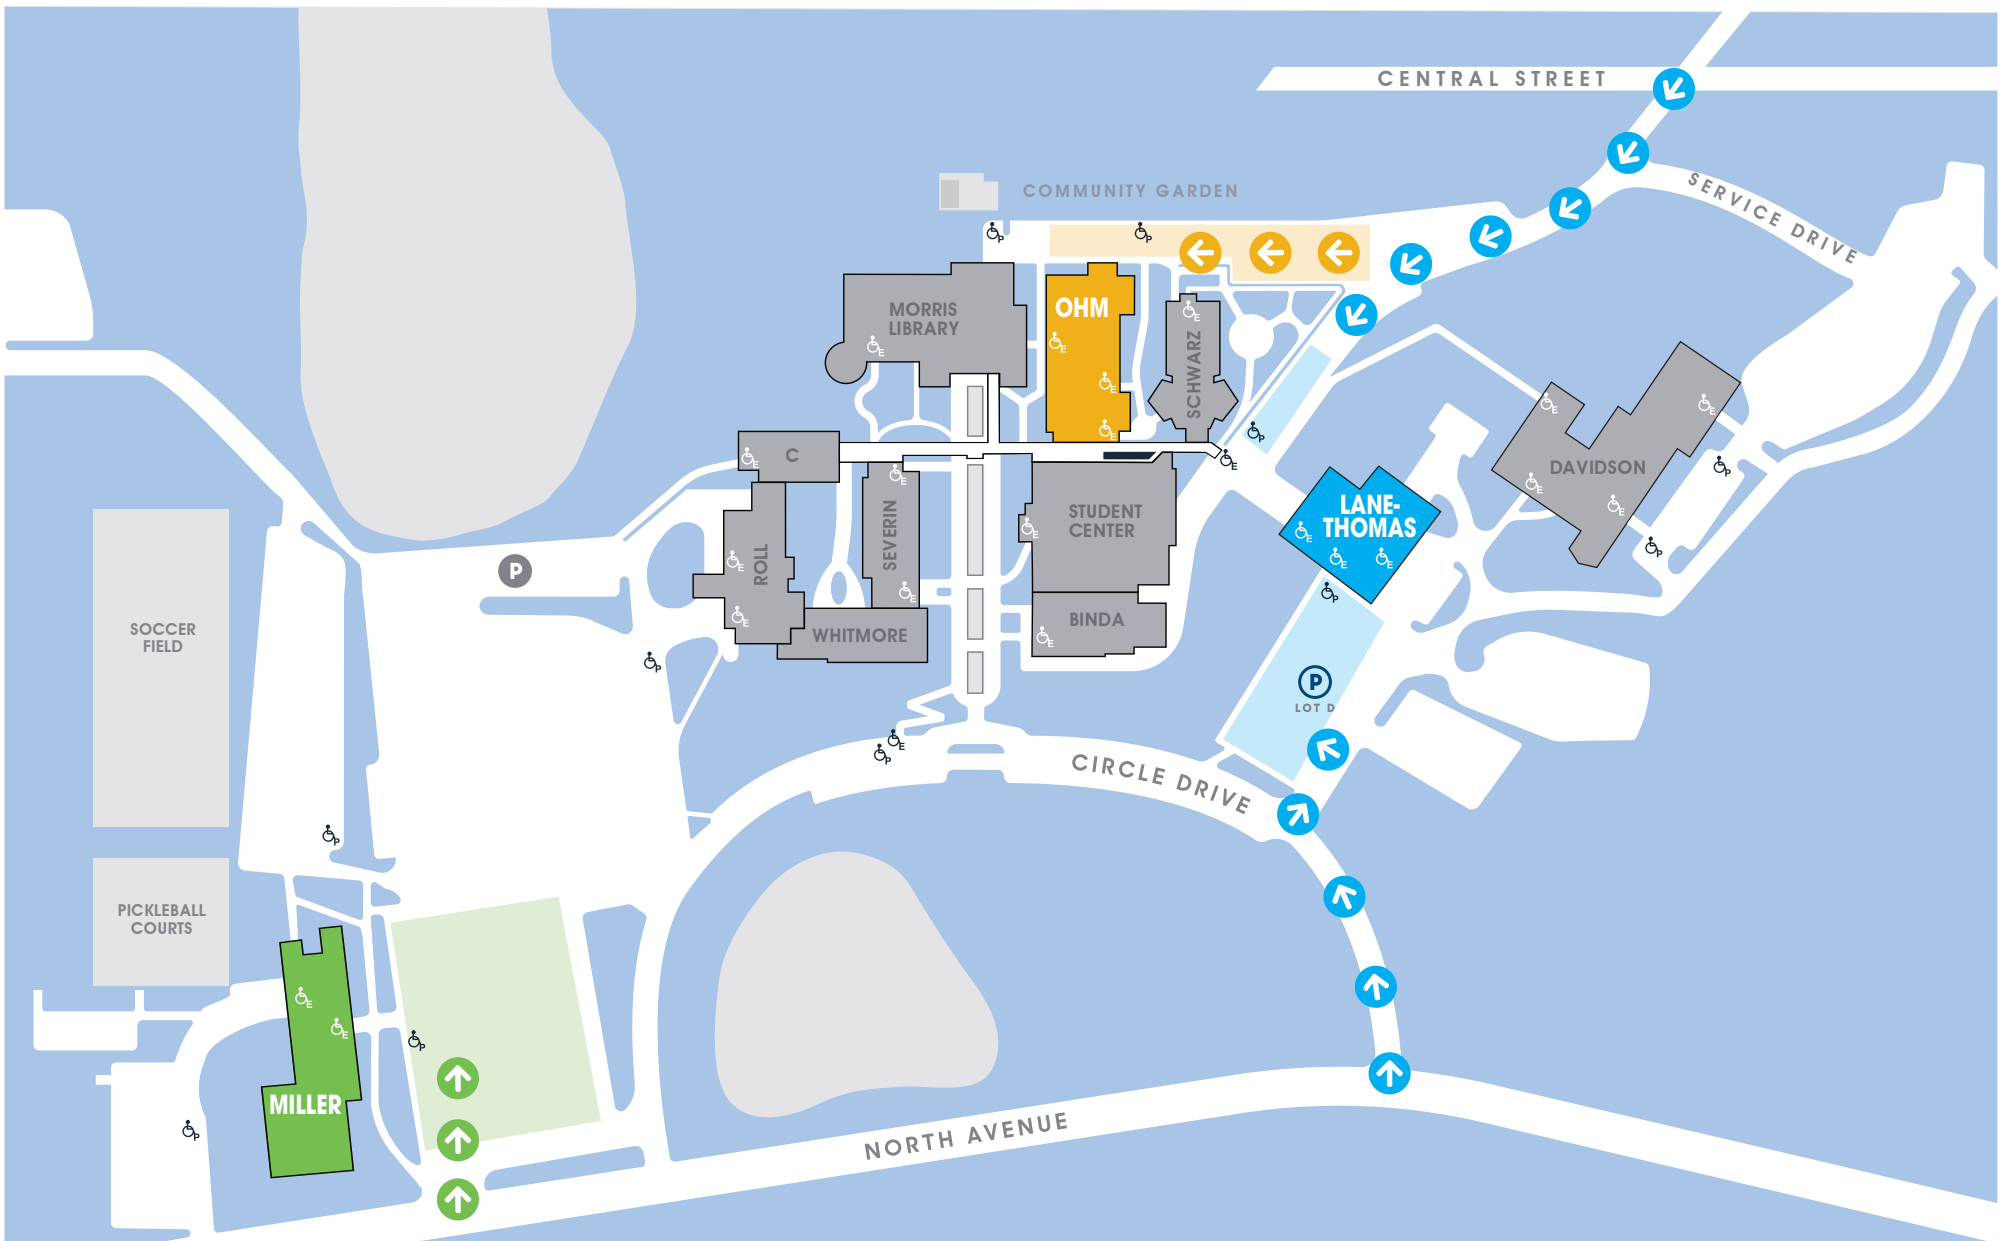 CENTRAL STREET
SERVICE DRIVE
COMMUNITY GARDEN
P
P
MORRIS
LIBRARY
E
OHM
E
E
E
E
SCHWARZ
P
E
E
E
DAVIDSON
E
E
P
P
C
E
E
SEVERIN
E
ROLL
E
E
WHITMORE
STUDENT
CENTER
E
BINDA
E
LANE-
THOMAS
E
E
E
P
P
LOT D
P
SOCCER
FIELD
P
E
P
CIRCLE DRIVE
P
PICKLEBALL
COURTS
E
E
P
MILLER
P
NORTH AVENUE